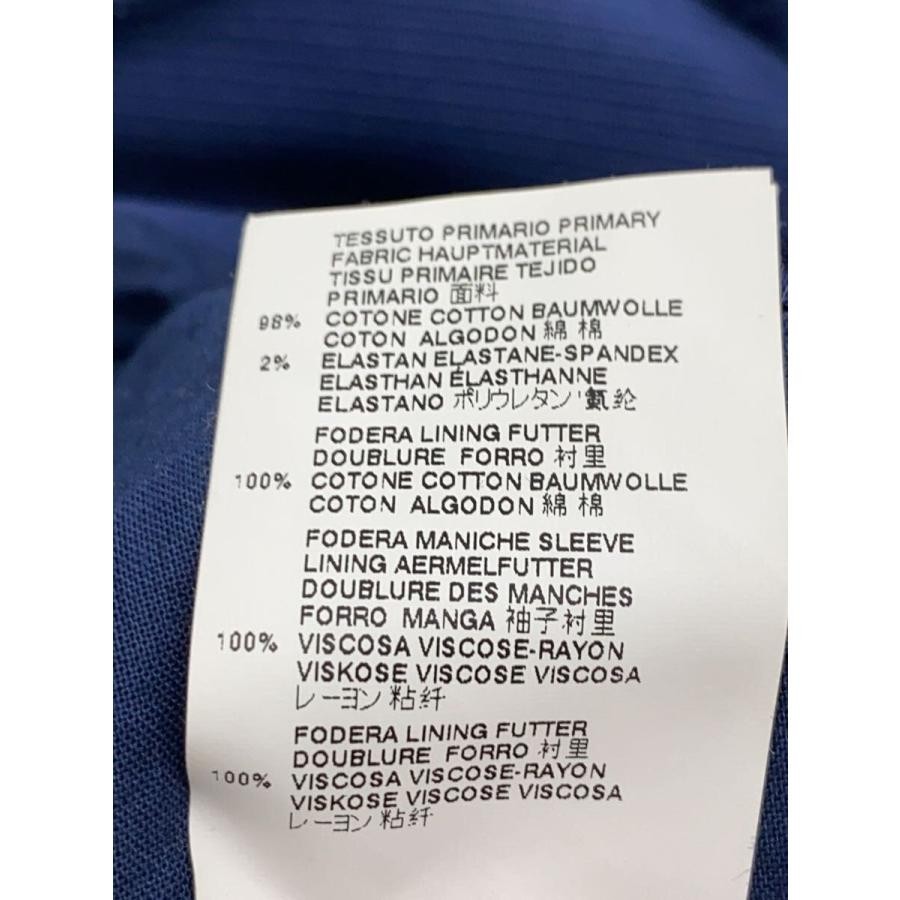 TESSUTO PRIMARIO PRIMARY
FABRIC HAUPTMATERIAL
TISSU PRIMAIRE TEJIDO
PRIMARIO 面料
98% COTONE COTTON BAUMWOLLE
COTON ALGODON 綿 棉
2% ELASTAN ELASTANE-SPANDEX
ELASTHAN ÉLASTHANNE
ELASTANO ポリウレタン 氨纶
FODERA LINING FUTTER
DOUBLURE FORRO 衬里
100% COTONE COTTON BAUMWOLLE
COTON ALGODON 綿 棉
FODERA MANICHE SLEEVE
LINING AERMELFUTTER
DOUBLURE DES MANCHES
FORRO MANGA 袖子衬里
100% VISCOSA VISCOSE-RAYON
VISKOSE VISCOSE VISCOSA
レーヨン 粘纤
FODERA LINING FUTTER
DOUBLURE FORRO 衬里
100% VISCOSA VISCOSE-RAYON
VISKOSE VISCOSE VISCOSA
レーヨン 粘纤